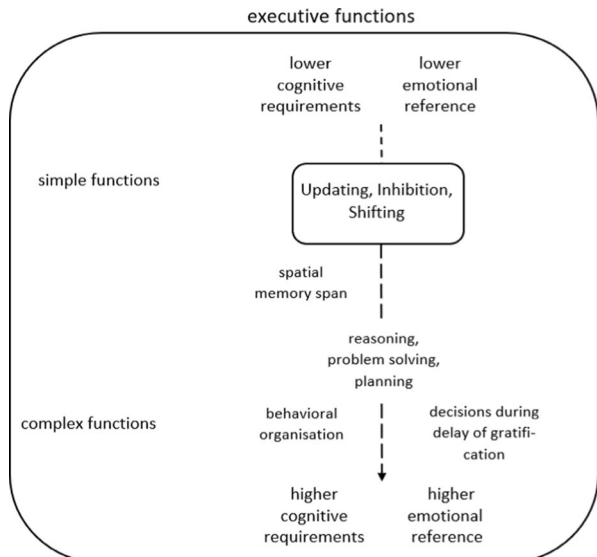 executive functions
lower
cognitive
requirements
lower
emotional
reference
simple functions
Updating, Inhibition,
Shifting
spatial
memory span
reasoning,
problem solving,
planning
complex functions
behavioral
organisation
decisions during
delay of gratifi-
cation
higher
cognitive
requirements
higher
emotional
reference